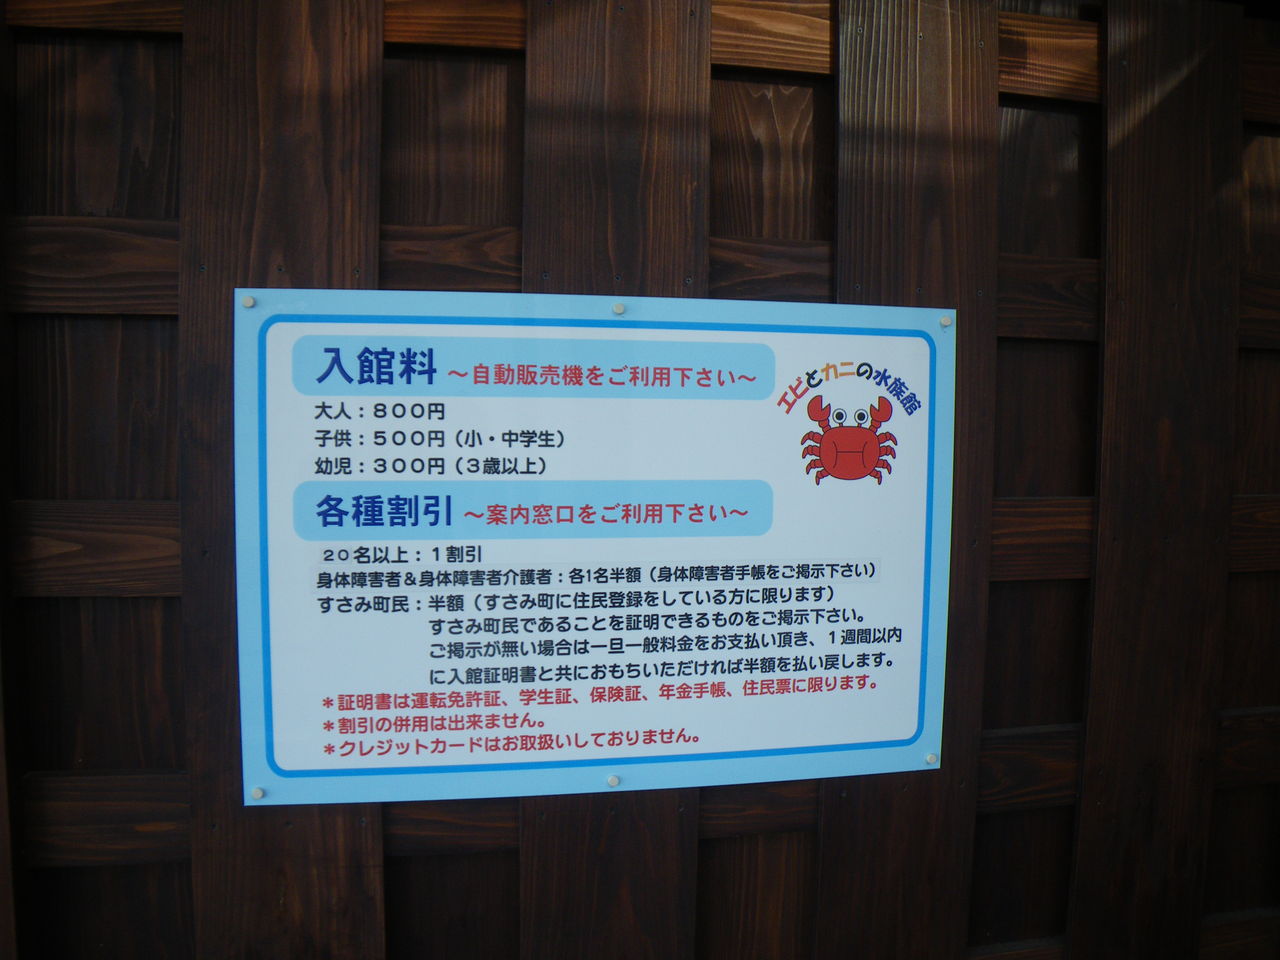 入館料 ～自動販売機をご利用下さい～
エビとカニの水族館
大人：８００円
子供：５００円（小・中学生）
幼児：３００円（３歳以上）
各種割引 ～案内窓口をご利用下さい～
２０名以上：１割引
身体障害者＆身体障害者介護者：各1名半額（身体障害者手帳をご掲示下さい）
すさみ町民：半額（すさみ町に住民登録をしている方に限ります）
すさみ町民であることを証明できるものをご掲示下さい。
ご掲示が無い場合は一旦一般料金をお支払い頂き、１週間以内
に入館証明書と共におもちいただければ半額を払い戻します。
＊証明書は運転免許証、学生証、保険証、年金手帳、住民票に限ります。
＊割引の併用は出来ません。
＊クレジットカードはお取扱いしておりません。